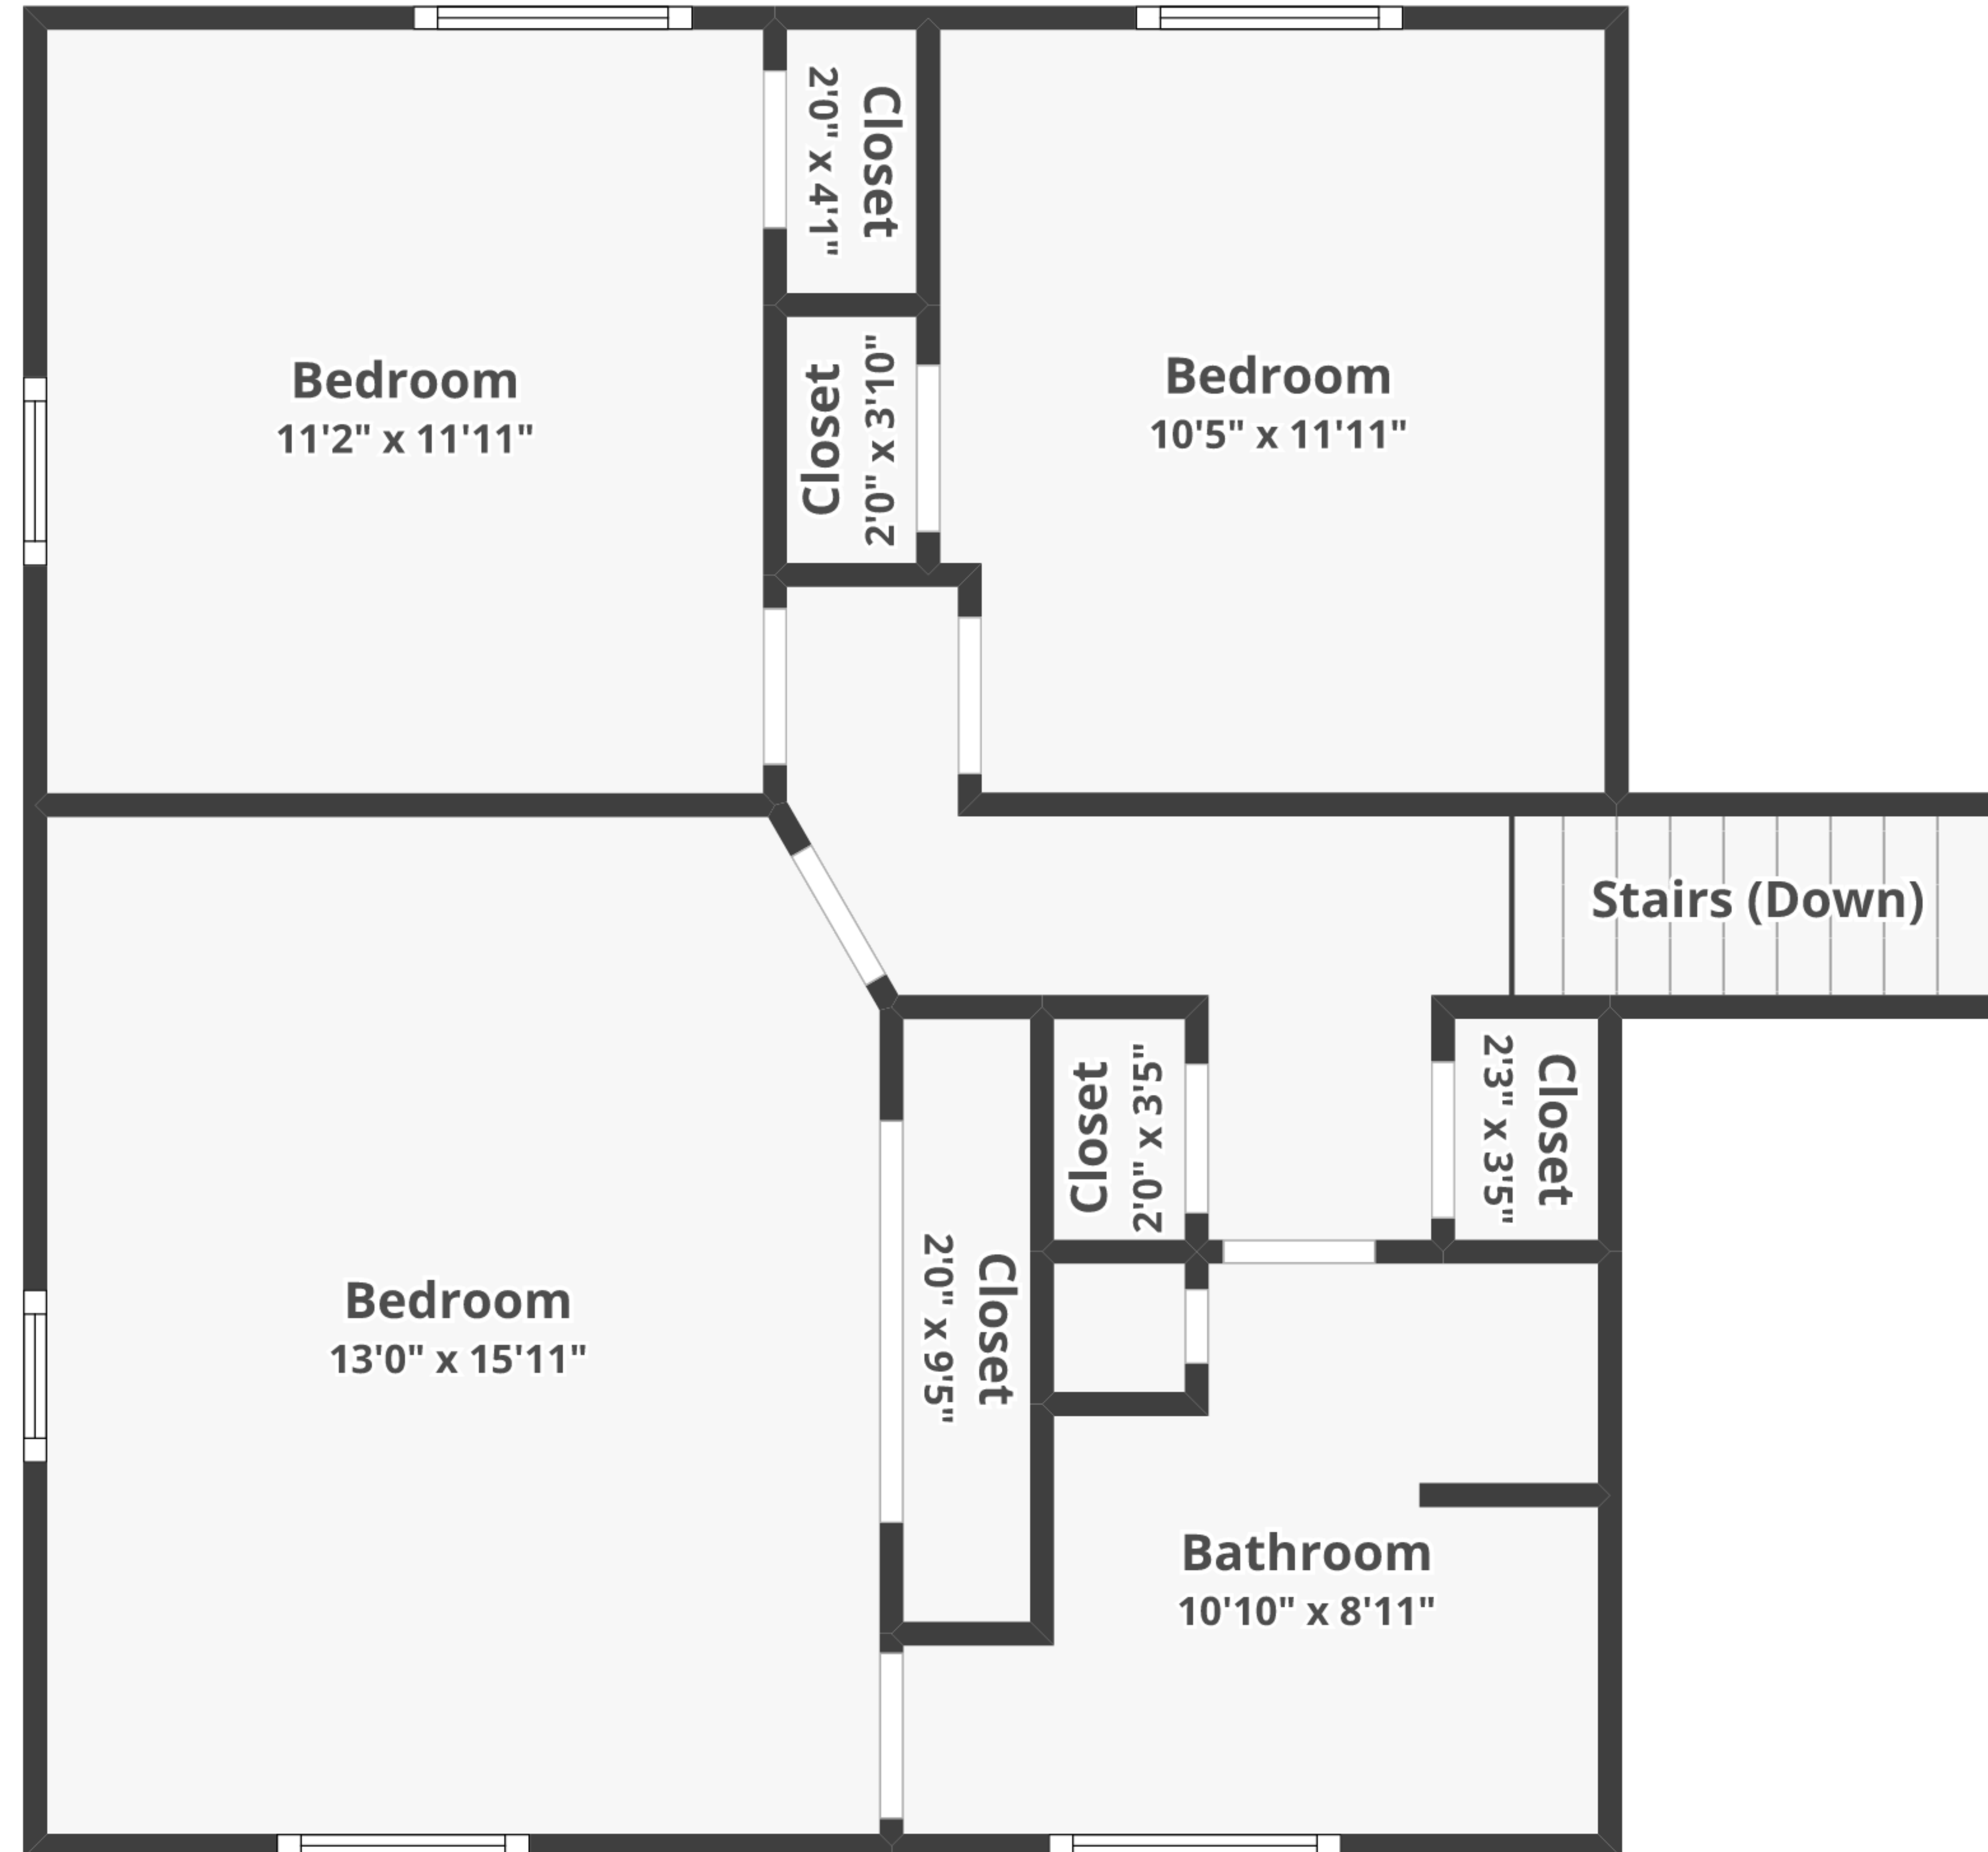 Closet
2'0" x 4'1"
Bedroom
11'2" x 11'11"
Closet
2'0" x 3'10"
Bedroom
10'5" x 11'11"
Stairs (Down)
Closet
2'0" x 3'5"
Closet
2'3" x 3'5"
Bedroom
13'0" x 15'11"
Closet
2'0" x 9'5"
Bathroom
10'10" x 8'11"